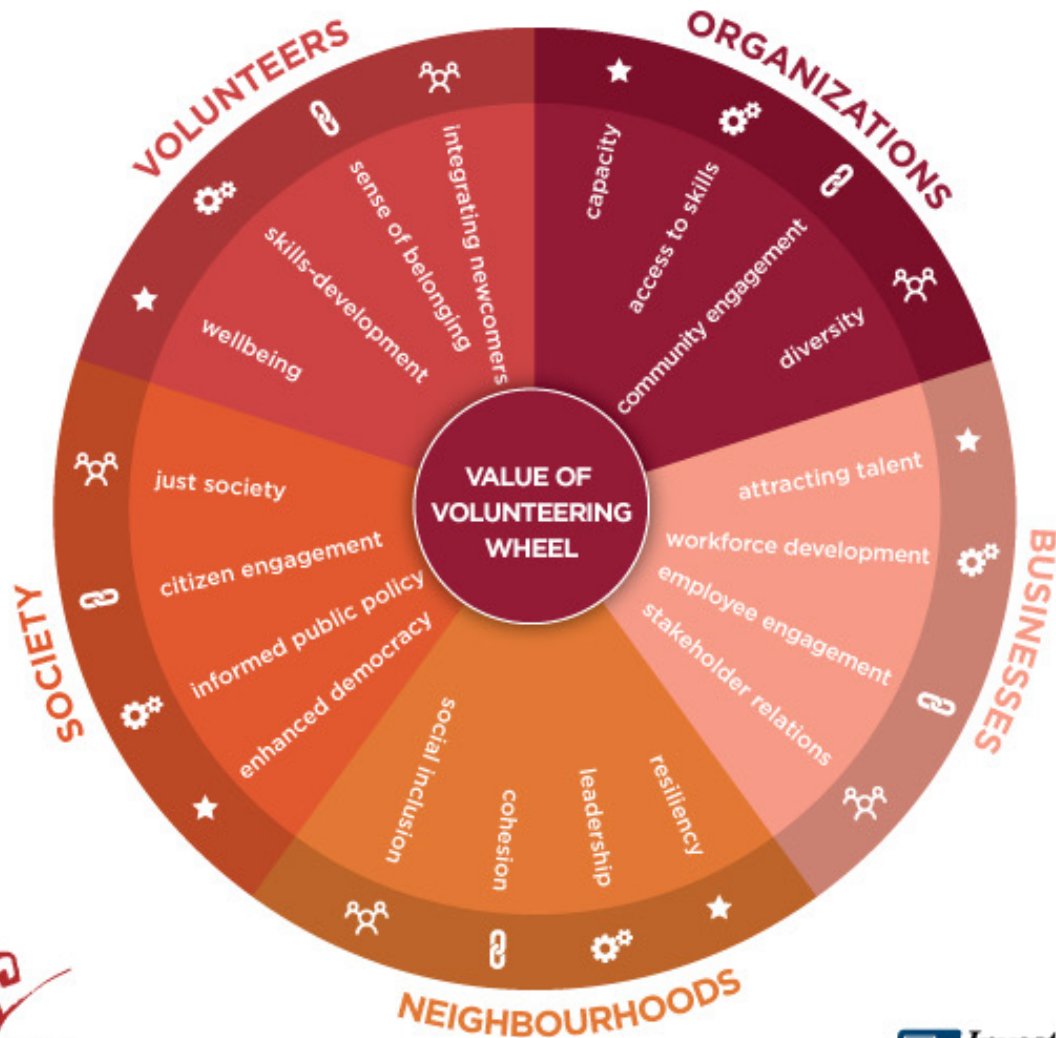 VALUE OF
VOLUNTEERING
WHEEL
ORGANIZATIONS
capacity
access to skills
community engagement
diversity
BUSINESSES
attracting talent
workforce development
employee engagement
stakeholder relations
NEIGHBOURHOODS
resiliency
leadership
cohesion
social inclusion
SOCIETY
enhanced democracy
informed public policy
citizen engagement
just society
VOLUNTEERS
wellbeing
skills-development
sense of belonging
integrating newcomers